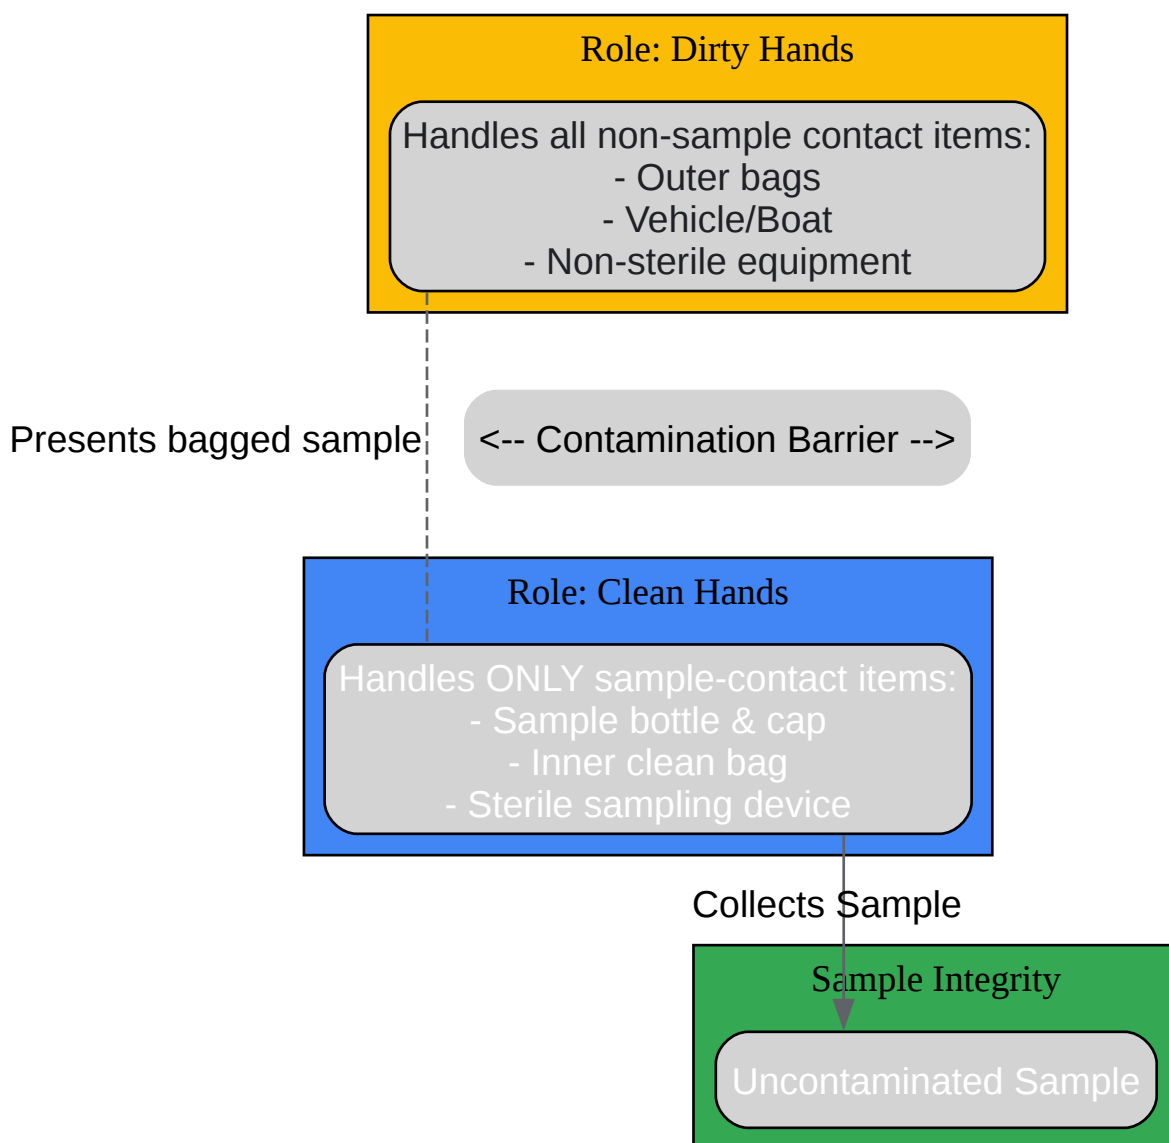 Role: Dirty Hands
Handles all non-sample contact items:
- Outer bags
- Vehicle/Boat
- Non-sterile equipment
Presents bagged sample
<-- Contamination Barrier -->
Role: Clean Hands
Handles ONLY sample-contact items:
- Sample bottle & cap
- Inner clean bag
- Sterile sampling device
Collects Sample
Sample Integrity
Uncontaminated Sample